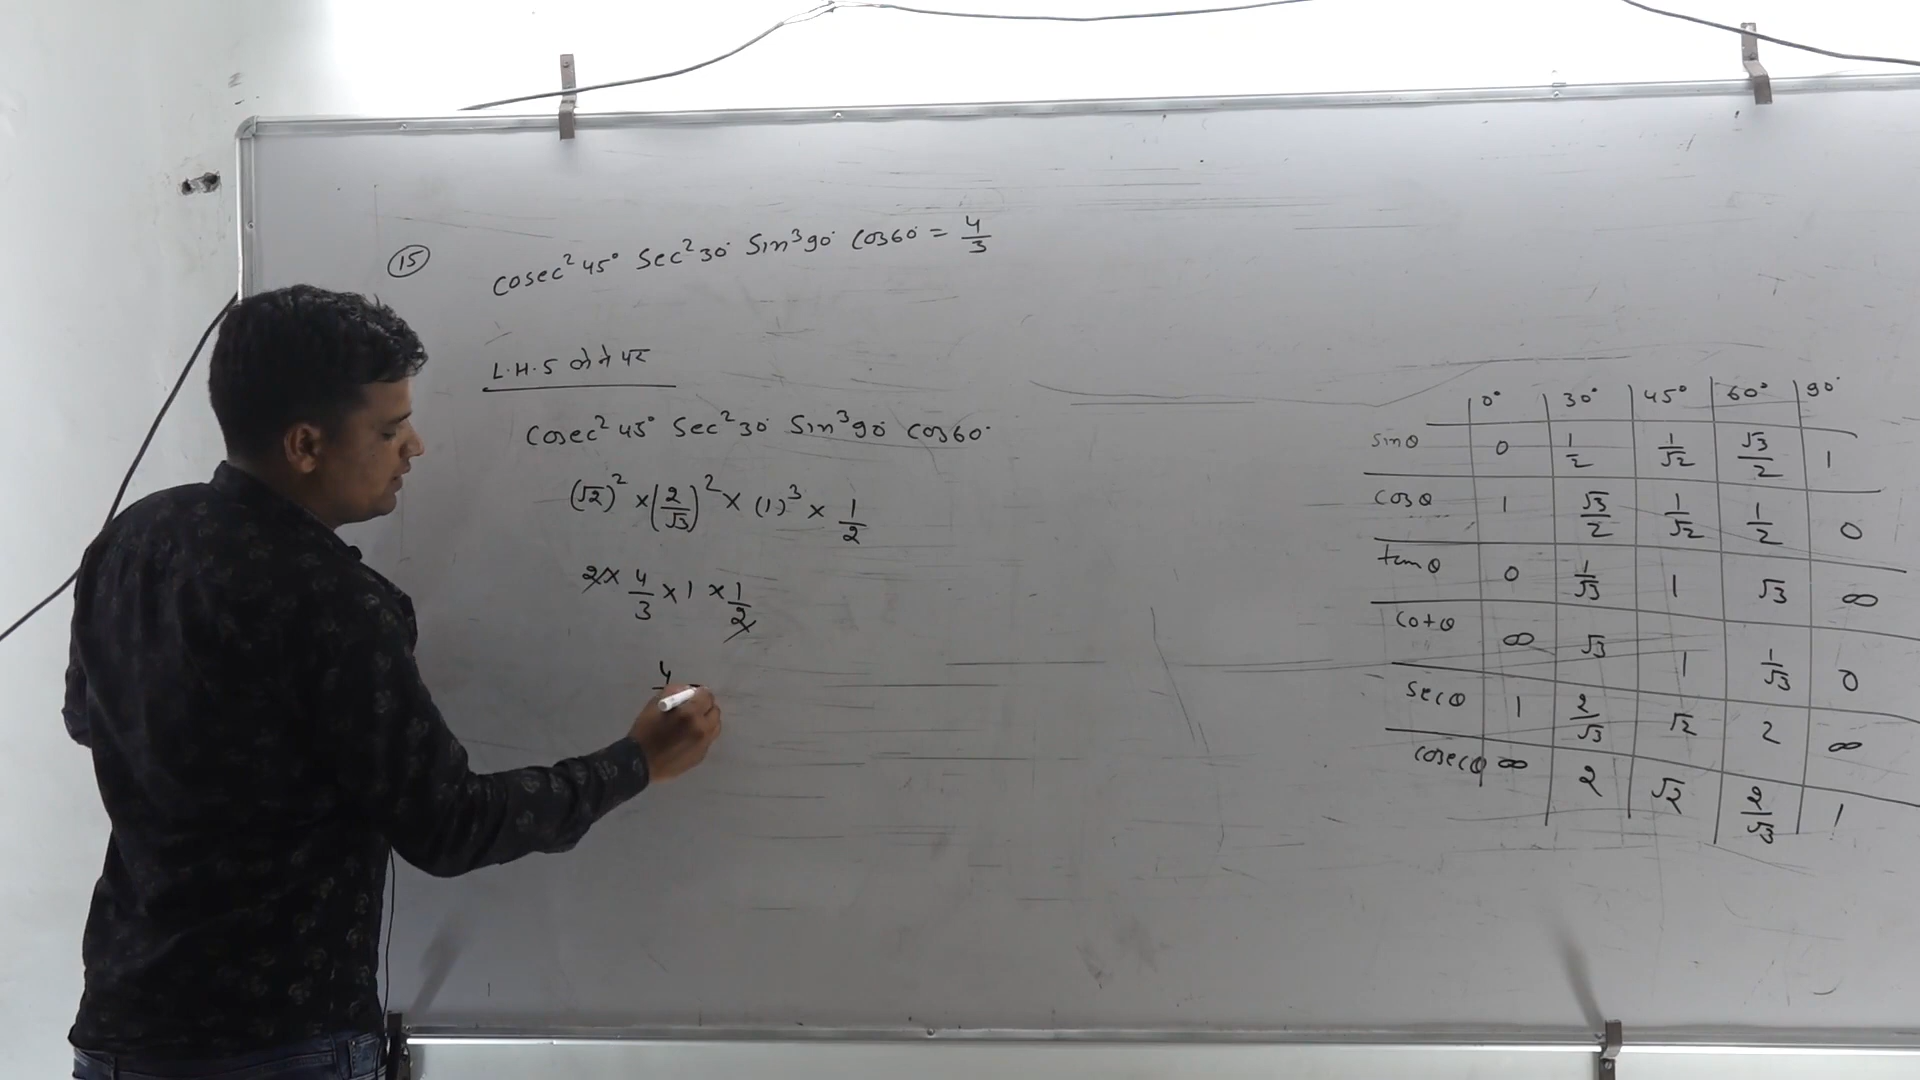 (15) cosec² 45° Sec² 30° Sin³ 90° Cos 60° = 4/3
L.H.S लेने पर
Cosec² 45° Sec² 30° Sin³ 90° Cos 60°
(√2)² × (2/√3)² × (1)³ × 1/2
2 × 4/3 × 1 × 1/2
4
0° 30° 45° 60° 90°
sinθ 0 1/2 1/√2 √3/2 1
cosθ 1 √3/2 1/√2 1/2 0
tanθ 0 1/√3 1 √3 ∞
cotθ ∞ √3 1 1/√3 0
secθ 1 2/√3 √2 2 ∞
cosecθ ∞ 2 √2 2/√3 1